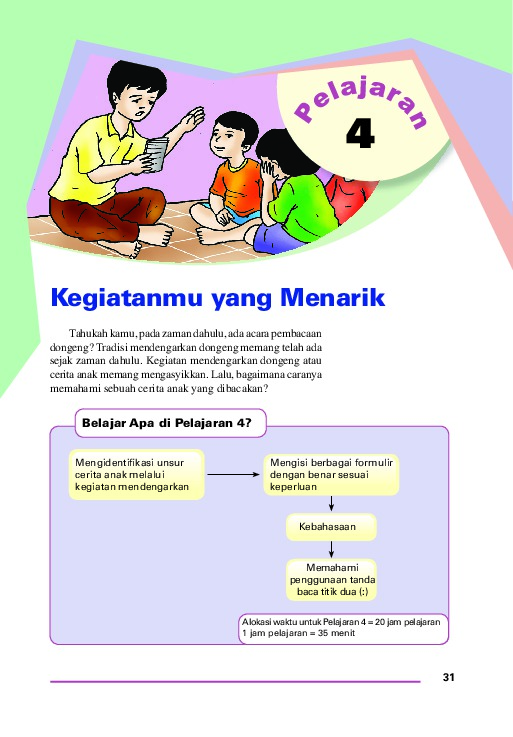 Pelajaran
4
Kegiatanmu yang Menarik
Tahukah kamu, pada zaman dahulu, ada acara pembacaan
dongeng? Tradisi mendengarkan dongeng memang telah ada
sejak zaman dahulu. Kegiatan mendengarkan dongeng atau
cerita anak memang mengasyikkan. Lalu, bagaimana caranya
memahami sebuah cerita anak yang dibacakan?
Belajar Apa di Pelajaran 4?
Mengidentifikasi unsur
cerita anak melalui
kegiatan mendengarkan
Mengisi berbagai formulir
dengan benar sesuai
keperluan
Kebahasaan
Memahami
penggunaan tanda
baca titik dua (:)
Alokasi waktu untuk Pelajaran 4 = 20 jam pelajaran
1 jam pelajaran = 35 menit
31